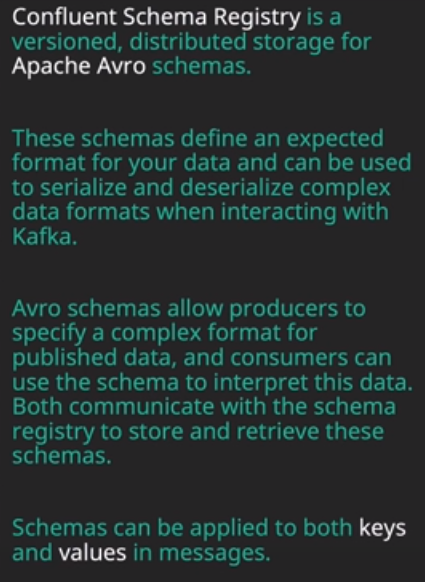 Confluent Schema Registry is a
versioned, distributed storage for
Apache Avro schemas.
These schemas define an expected
format for your data and can be used
to serialize and deserialize complex
data formats when interacting with
Kafka.
Avro schemas allow producers to
specify a complex format for
published data, and consumers can
use the schema to interpret this data.
Both communicate with the schema
registry to store and retrieve these
schemas.
Schemas can be applied to both keys
and values in messages.